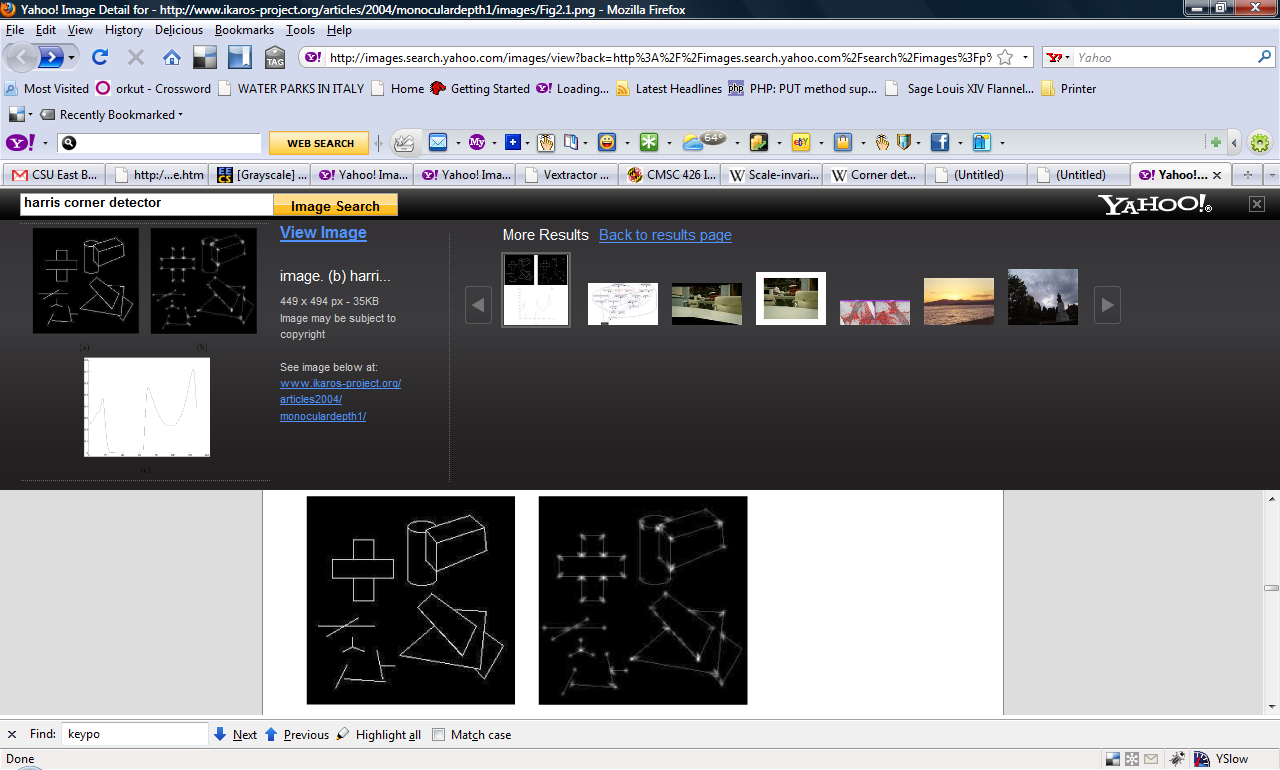 Yahoo! Image Detail for - http://www.ikaros-project.org/articles/2004/monoculardepth1/images/Fig2.1.png - Mozilla Firefox
File Edit View History Delicious Bookmarks Tools Help
TAG Y! http://images.search.yahoo.com/images/view?back=http%3A%2F%2Fimages.search.yahoo.com%2Fsearch%2Fimages%3Fp% Y! Yahoo
Most Visited orkut - Crossword WATER PARKS IN ITALY Home Getting Started Y! Loading... Latest Headlines php PHP: PUT method sup... Sage Louis XIV Flannel... Printer
Recently Bookmarked
Y! WEB SEARCH My 64° eBY f
CSU East B... http:/...e.htm EECS [Grayscale] ... Y! Yahoo! Ima... Y! Yahoo! Ima... Vextractor ... CMSC 426 I... W Scale-invari... W Corner det... (Untitled) (Untitled) Y! Yahoo!...
harris corner detector Image Search YAHOO!®
View Image
More Results Back to results page
image. (b) harri...
449 x 494 px - 35KB
Image may be subject to
copyright
(a) (b)
See image below at:
www.ikaros-project.org/
articles2004/
monoculardepth1/
(c)
Find: keypo Next Previous Highlight all Match case
Done YSlow